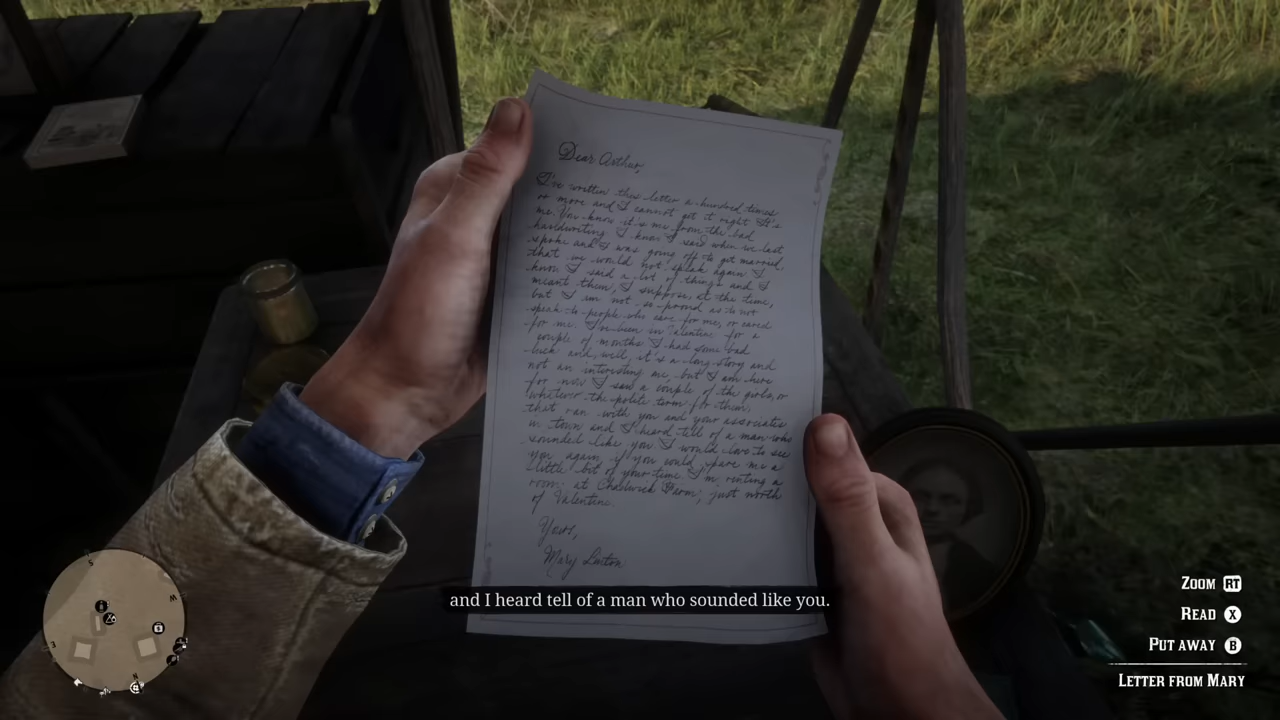 Dear Arthur,
I've written this letter a hundred times
or more and I cannot get it right. It's
me. You know it is me from the bad
handwriting. I know I said when we last
spoke and I was going off to get married,
that we would not speak again. I
know I said a lot of things and I
meant them, I suppose, at the time,
but I am not so proud as to not
speak to people who care for me, or cared
for me. I've been in Valentine for a
couple of months. I had some bad
luck and, well, it's a long story and
not an interesting one, but I am here
for now. I saw a couple of the girls, or
whatever the polite term for them,
that ran with you and your associates
in town and I heard tell of a man who
sounded like you. I would love to see
you again, if you could spare me a
little bit of your time. I'm renting a
room at Chadwick Farm, just north
of Valentine.
Yours,
Mary Linton
and I heard tell of a man who sounded like you.
ZOOM RT
READ X
PUT AWAY B
LETTER FROM MARY